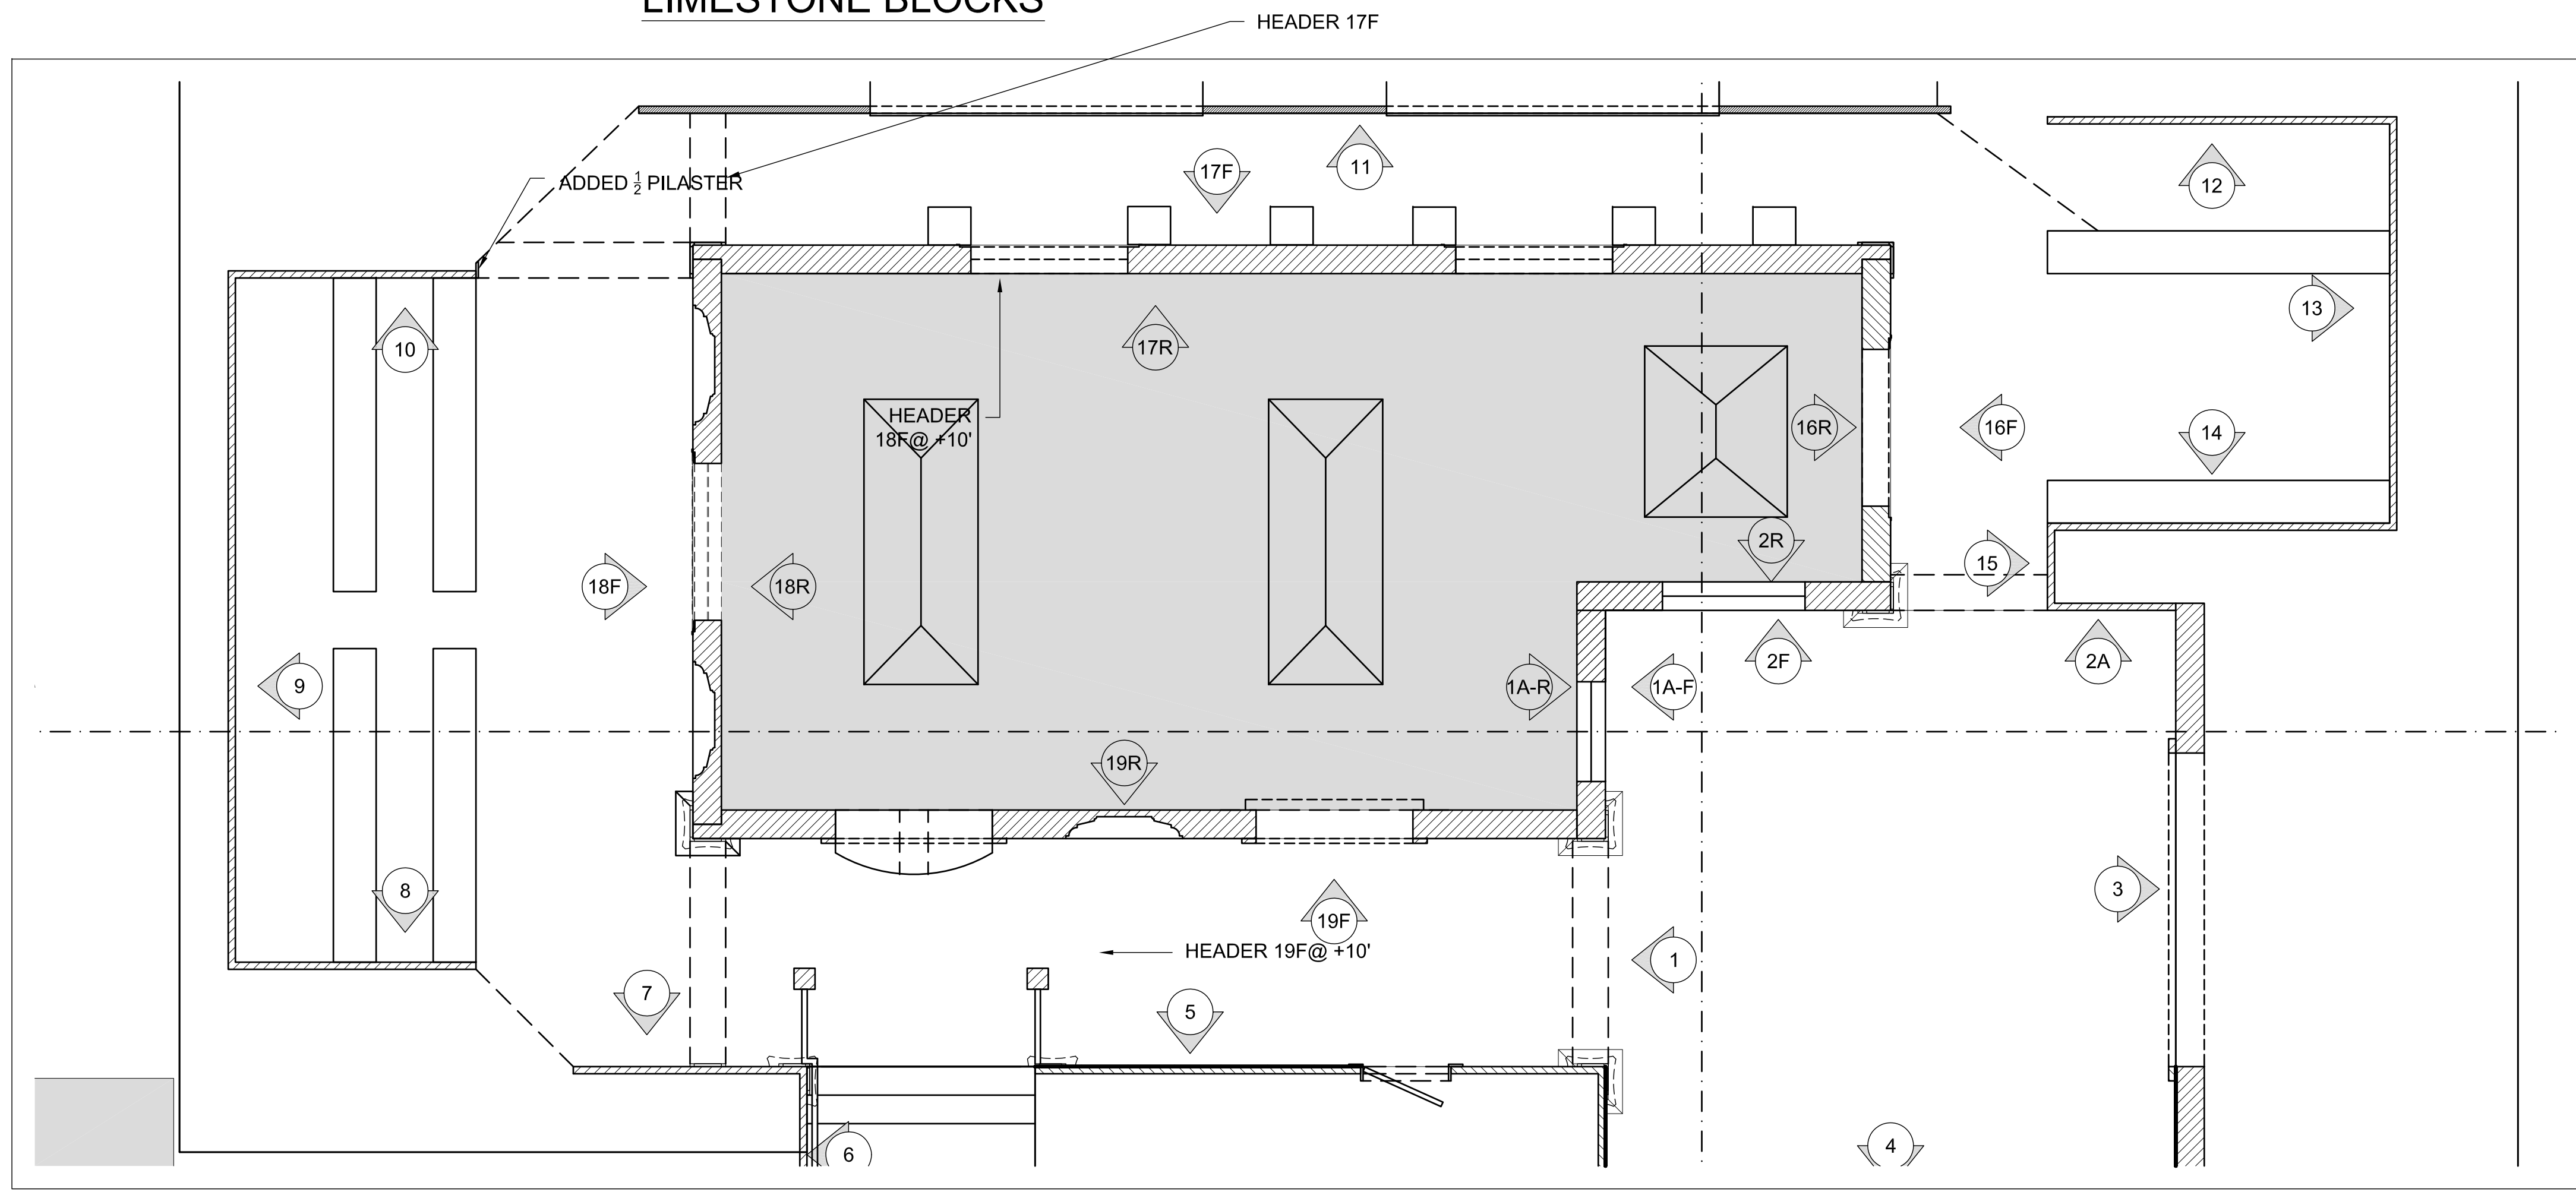 LIMESTONE BLOCKS
HEADER 17F
17F
11
ADDED 1/2 PILASTER
12
13
10
17R
HEADER
18F@ +10'
16R
16F
14
2R
15
18F
18R
9
1A-R
1A-F
2F
2A
19R
8
3
19F
HEADER 19F@ +10'
1
7
5
6
4